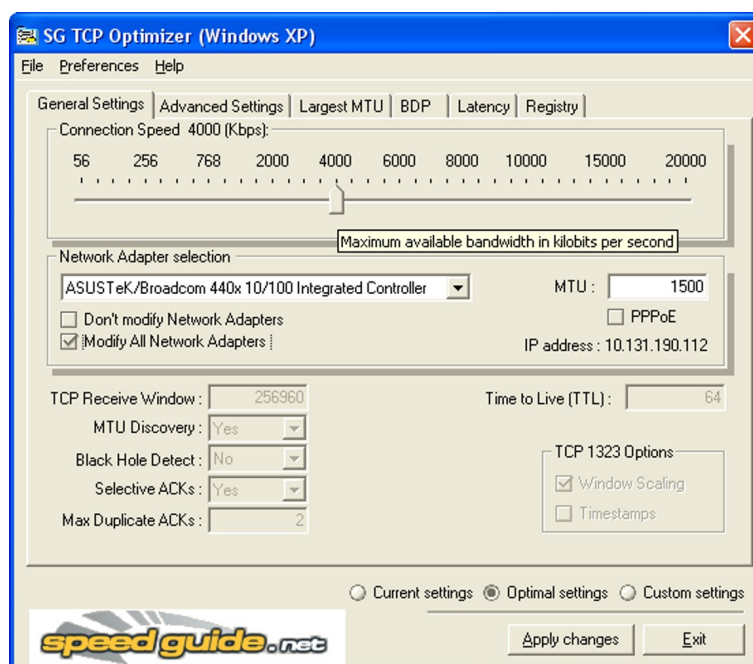 SG TCP Optimizer (Windows XP)
File Preferences Help
General Settings Advanced Settings Largest MTU BDP Latency Registry
Connection Speed 4000 (Kbps):
56 256 768 2000 4000 6000 8000 10000 15000 20000
Maximum available bandwidth in kilobits per second
Network Adapter selection
ASUSTeK/Broadcom 440x 10/100 Integrated Controller MTU : 1500
Don't modify Network Adapters PPPoE
Modify All Network Adapters IP address : 10.131.190.112
TCP Receive Window : 256960 Time to Live (TTL) : 64
MTU Discovery : Yes
Black Hole Detect : No TCP 1323 Options
Selective ACKs : Yes Window Scaling
Max Duplicate ACKs : 2 Timestamps
Current settings Optimal settings Custom settings
speedguide.net Apply changes Exit